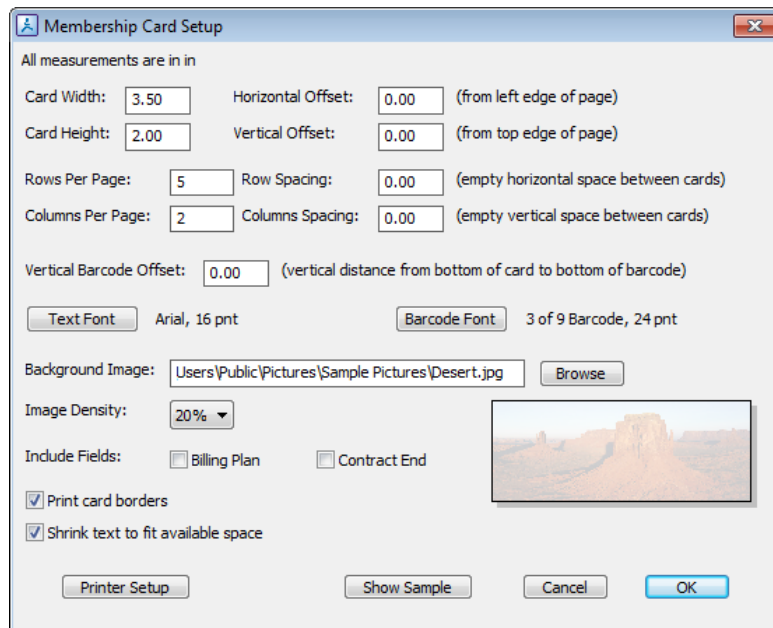 Membership Card Setup
All measurements are in in
Card Width: 3.50 Horizontal Offset: 0.00 (from left edge of page)
Card Height: 2.00 Vertical Offset: 0.00 (from top edge of page)
Rows Per Page: 5 Row Spacing: 0.00 (empty horizontal space between cards)
Columns Per Page: 2 Columns Spacing: 0.00 (empty vertical space between cards)
Vertical Barcode Offset: 0.00 (vertical distance from bottom of card to bottom of barcode)
Text Font Arial, 16 pnt Barcode Font 3 of 9 Barcode, 24 pnt
Background Image: Users\Public\Pictures\Sample Pictures\Desert.jpg Browse
Image Density: 20%
Include Fields: Billing Plan Contract End
Print card borders
Shrink text to fit available space
Printer Setup Show Sample Cancel OK